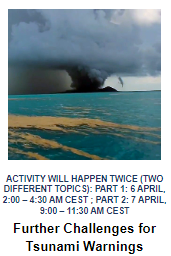 ACTIVITY WILL HAPPEN TWICE (TWO
DIFFERENT TOPICS): PART 1: 6 APRIL,
2:00 – 4:30 AM CEST ; PART 2: 7 APRIL,
9:00 – 11:30 AM CEST
Further Challenges for
Tsunami Warnings